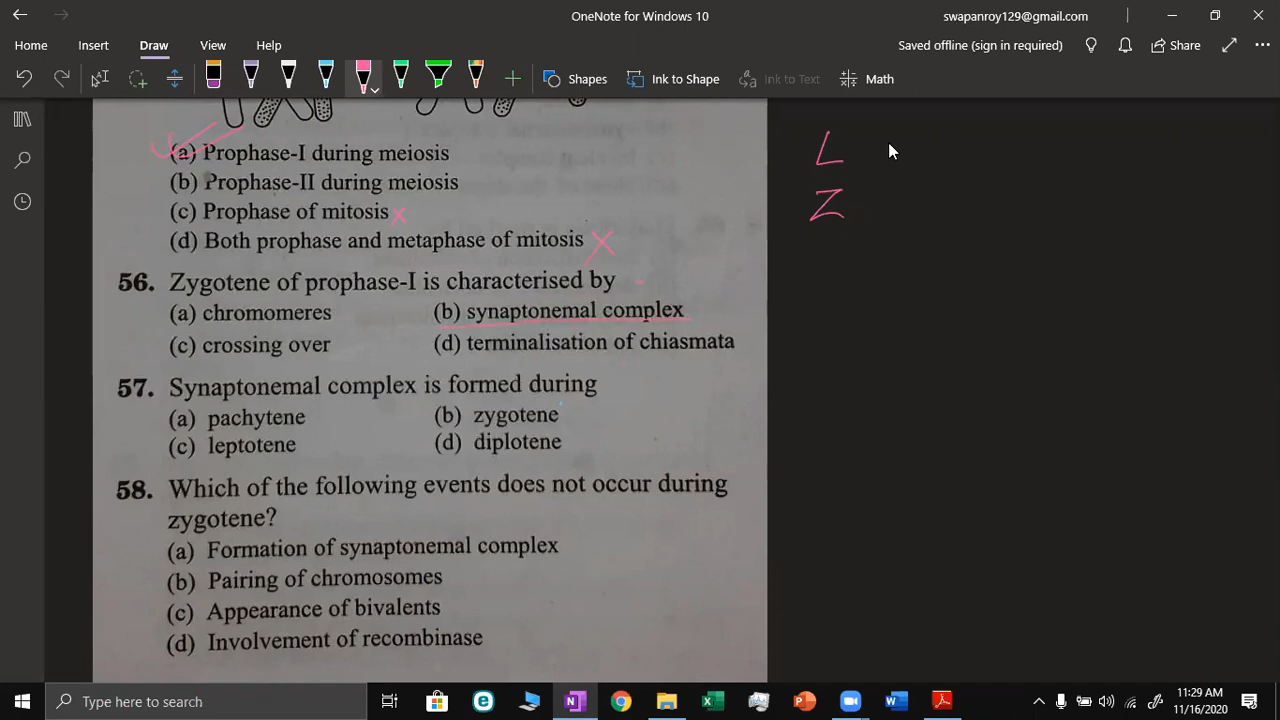 OneNote for Windows 10
swapanroy129@gmail.com
Home Insert Draw View Help
Saved offline (sign in required)
Share
Shapes
Ink to Shape
Ink to Text
Math
(a) Prophase-I during meiosis
(b) Prophase-II during meiosis
(c) Prophase of mitosis x
(d) Both prophase and metaphase of mitosis x
56. Zygotene of prophase-I is characterised by
(a) chromomeres (b) synaptonemal complex
(c) crossing over (d) terminalisation of chiasmata
57. Synaptonemal complex is formed during
(a) pachytene (b) zygotene
(c) leptotene (d) diplotene
58. Which of the following events does not occur during
zygotene?
(a) Formation of synaptonemal complex
(b) Pairing of chromosomes
(c) Appearance of bivalents
(d) Involvement of recombinase
L
Z
Type here to search
11:29 AM
11/16/2020